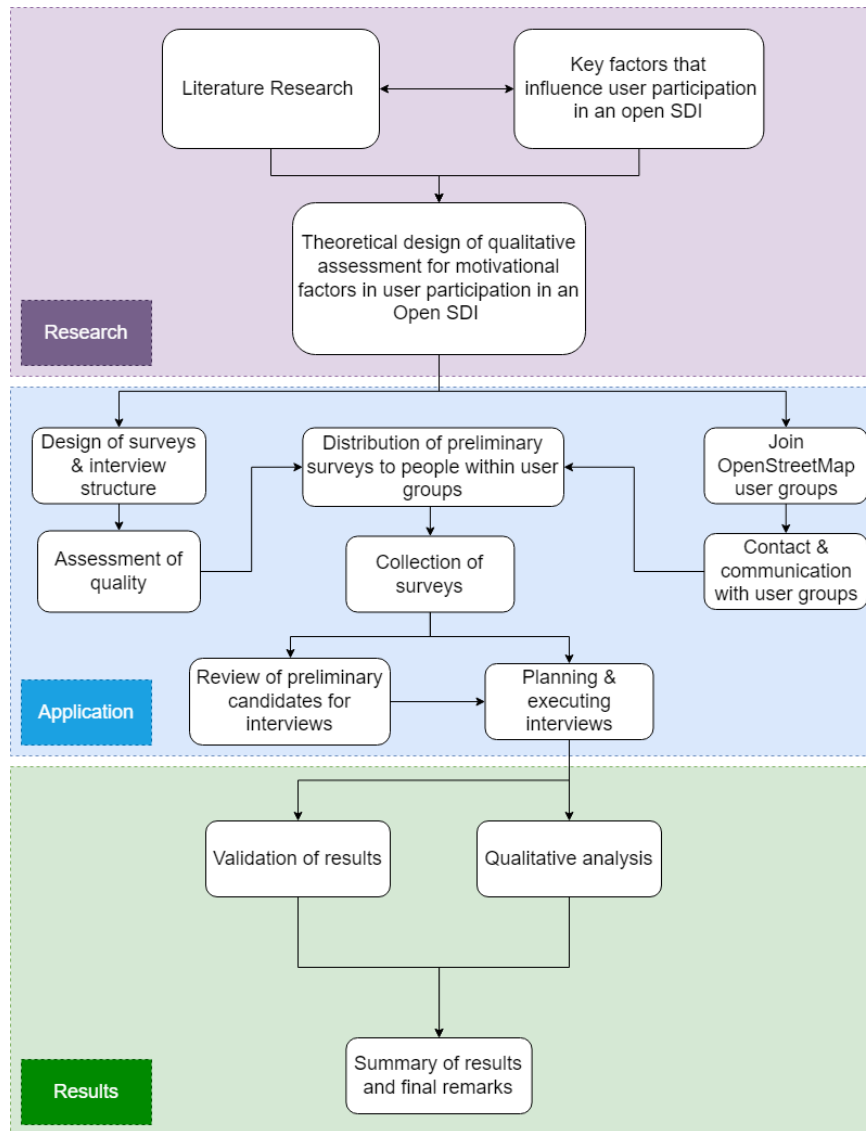 Literature Research
Key factors that
influence user participation
in an open SDI
Theoretical design of qualitative
assessment for motivational
factors in user participation in an
Open SDI
Research
Design of surveys
& interview
structure
Distribution of preliminary
surveys to people within user
groups
Join
OpenStreetMap
user groups
Assessment of
quality
Collection of
surveys
Contact &
communication
with user groups
Review of preliminary
candidates for
interviews
Planning &
executing
interviews
Application
Validation of results
Qualitative analysis
Summary of results
and final remarks
Results